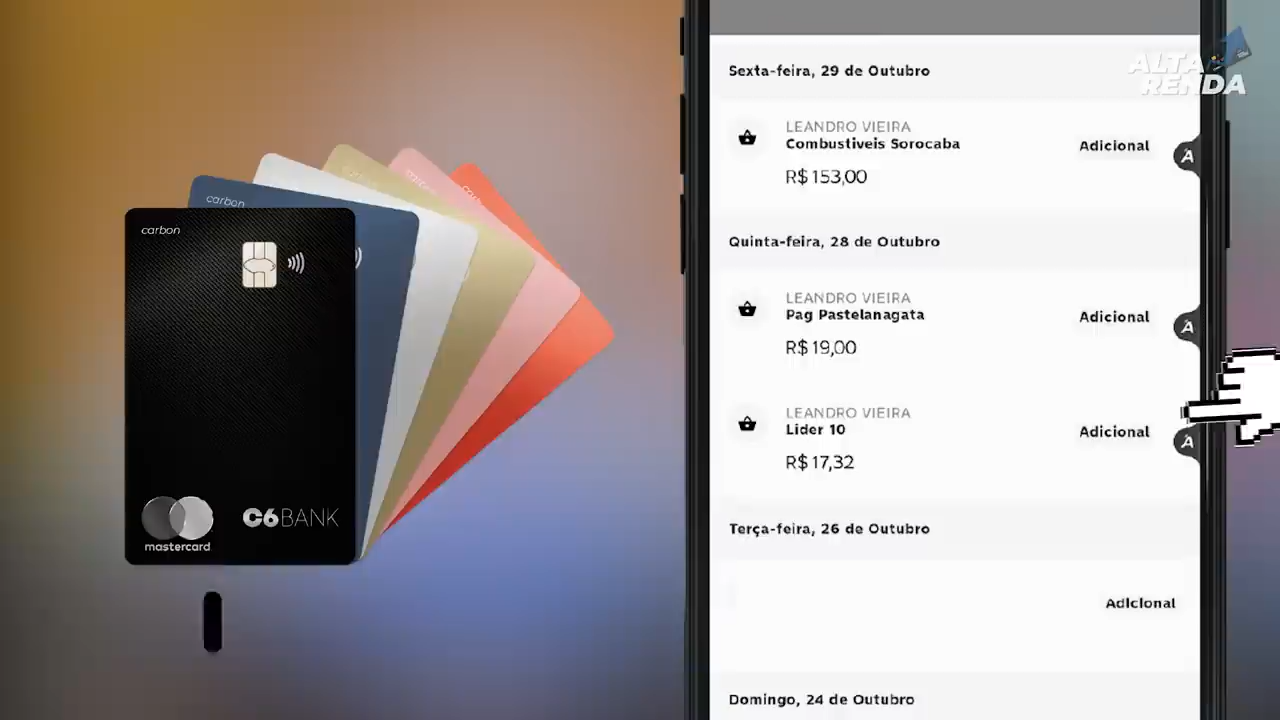 ALTA
RENDA
carbon
carbon
mastercard
C6BANK
Sexta-feira, 29 de Outubro
LEANDRO VIEIRA
Combustiveis Sorocaba
Adicional
A
R$ 153,00
Quinta-feira, 28 de Outubro
LEANDRO VIEIRA
Pag Pastelanagata
Adicional
A
R$ 19,00
LEANDRO VIEIRA
Lider 10
Adicional
A
R$ 17,32
Terça-feira, 26 de Outubro
Adicional
Domingo, 24 de Outubro